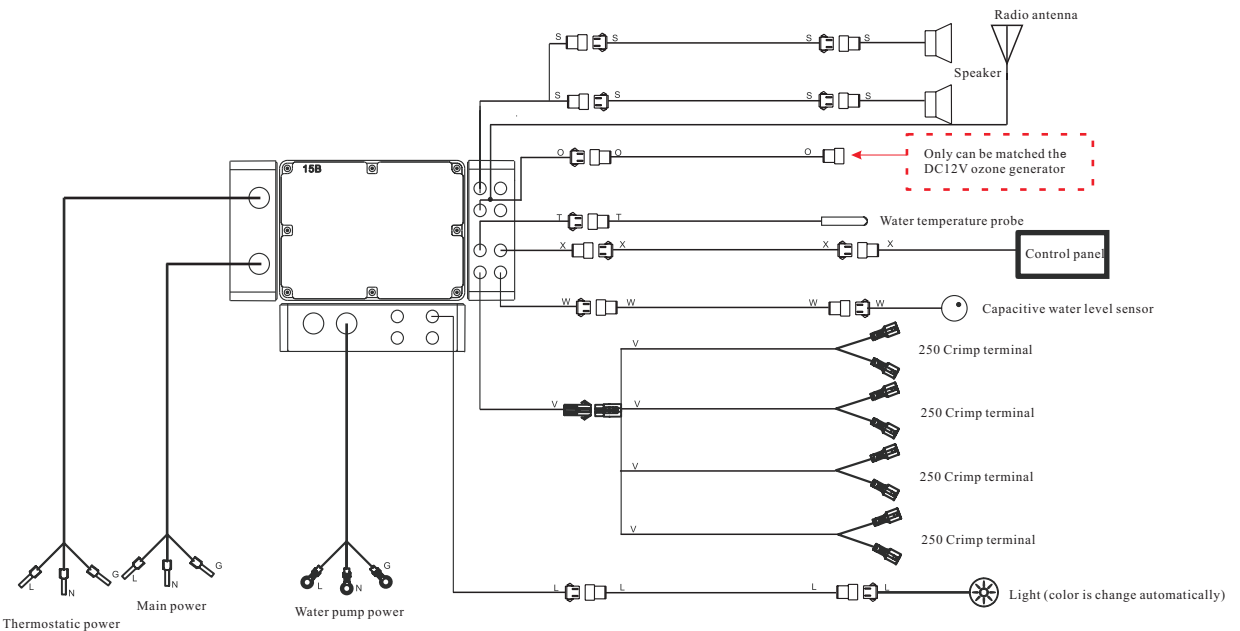 Radio antenna
S S S S
Speaker
S S S S
O O O
Only can be matched the
DC12V ozone generator
15B
T T
Water temperature probe
X X X X
Control panel
W W W W
Capacitive water level sensor
V
250 Crimp terminal
V V
250 Crimp terminal
V
250 Crimp terminal
V
250 Crimp terminal
L N G
L N G
L N G
L L L L
Light (color is change automatically)
Main power
Water pump power
Thermostatic power